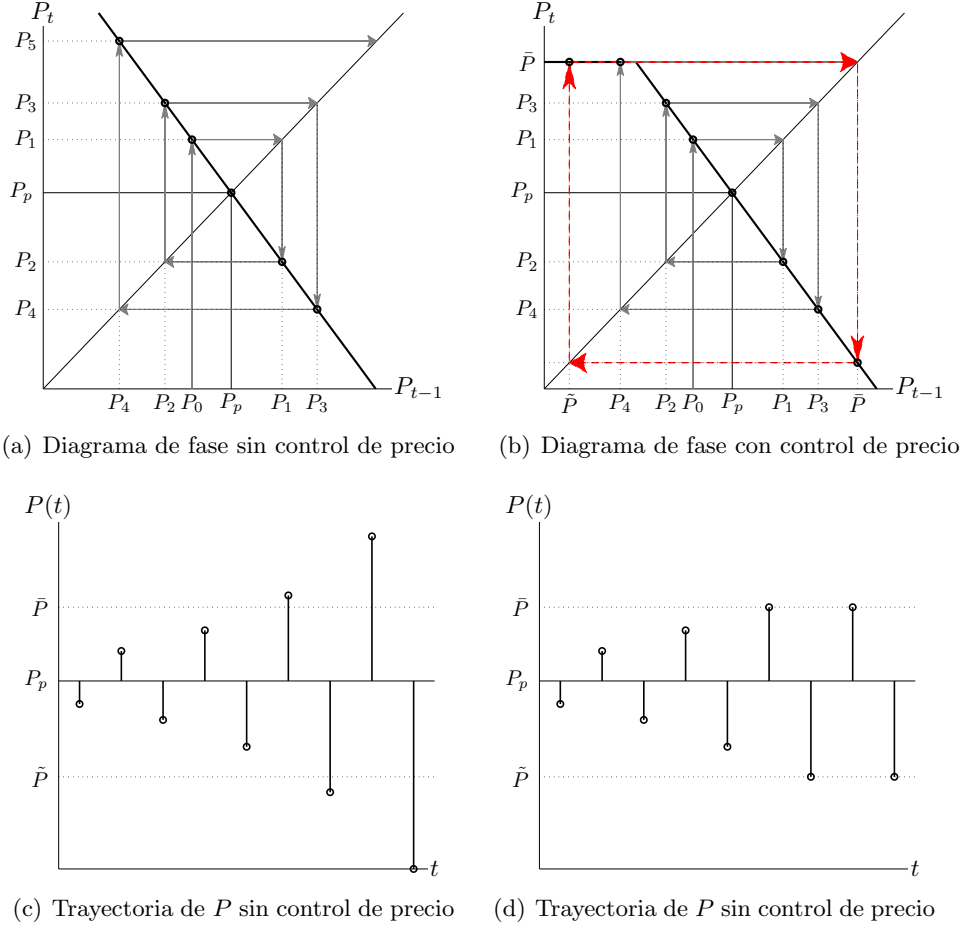 P_t
P_5
P_3
P_1
P_p
P_2
P_4
P_{t−1}
P_4 P_2 P_0 P_p P_1 P_3
(a) Diagrama de fase sin control de precio
P_t
P̄
P_3
P_1
P_p
P_2
P_4
P_{t−1}
P̃ P_4 P_2 P_0 P_p P_1 P_3 P̄
(b) Diagrama de fase con control de precio
P(t)
P̄
P_p
P̃
t
(c) Trayectoria de P sin control de precio
P(t)
P̄
P_p
P̃
t
(d) Trayectoria de P sin control de precio